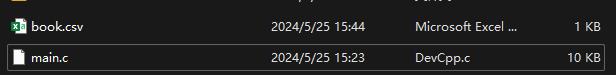 book.csv 2024/5/25 15:44 Microsoft Excel ... 1 KB
main.c 2024/5/25 15:23 DevCpp.c 10 KB